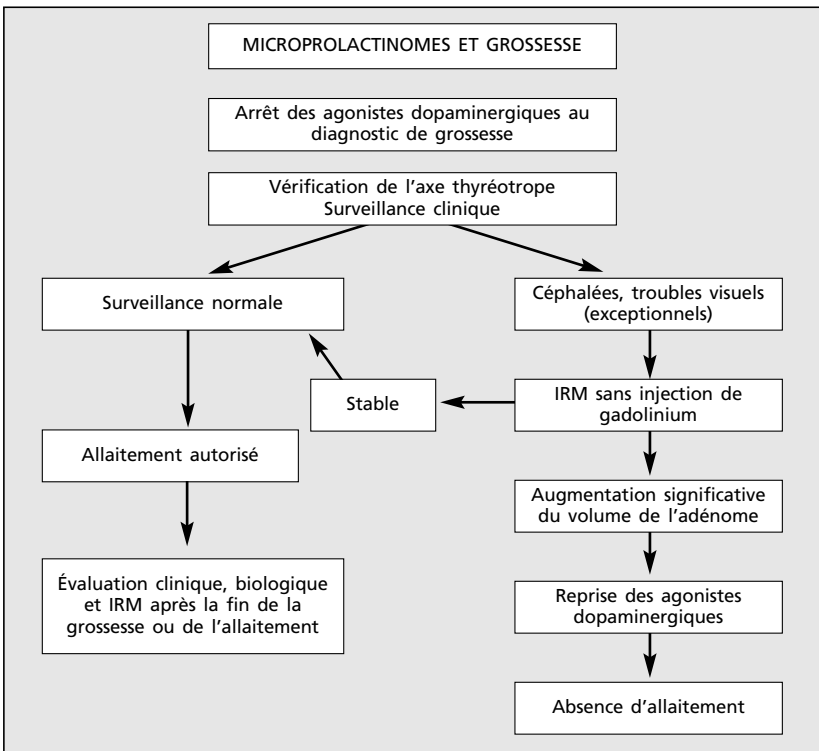 MICROPROLACTINOMES ET GROSSESSE
Arrêt des agonistes dopaminergiques au
diagnostic de grossesse
Vérification de l'axe thyréotrope
Surveillance clinique
Surveillance normale
Céphalées, troubles visuels
(exceptionnels)
Stable
IRM sans injection de
gadolinium
Allaitement autorisé
Augmentation significative
du volume de l'adénome
Évaluation clinique, biologique
et IRM après la fin de la
grossesse ou de l'allaitement
Reprise des agonistes
dopaminergiques
Absence d'allaitement